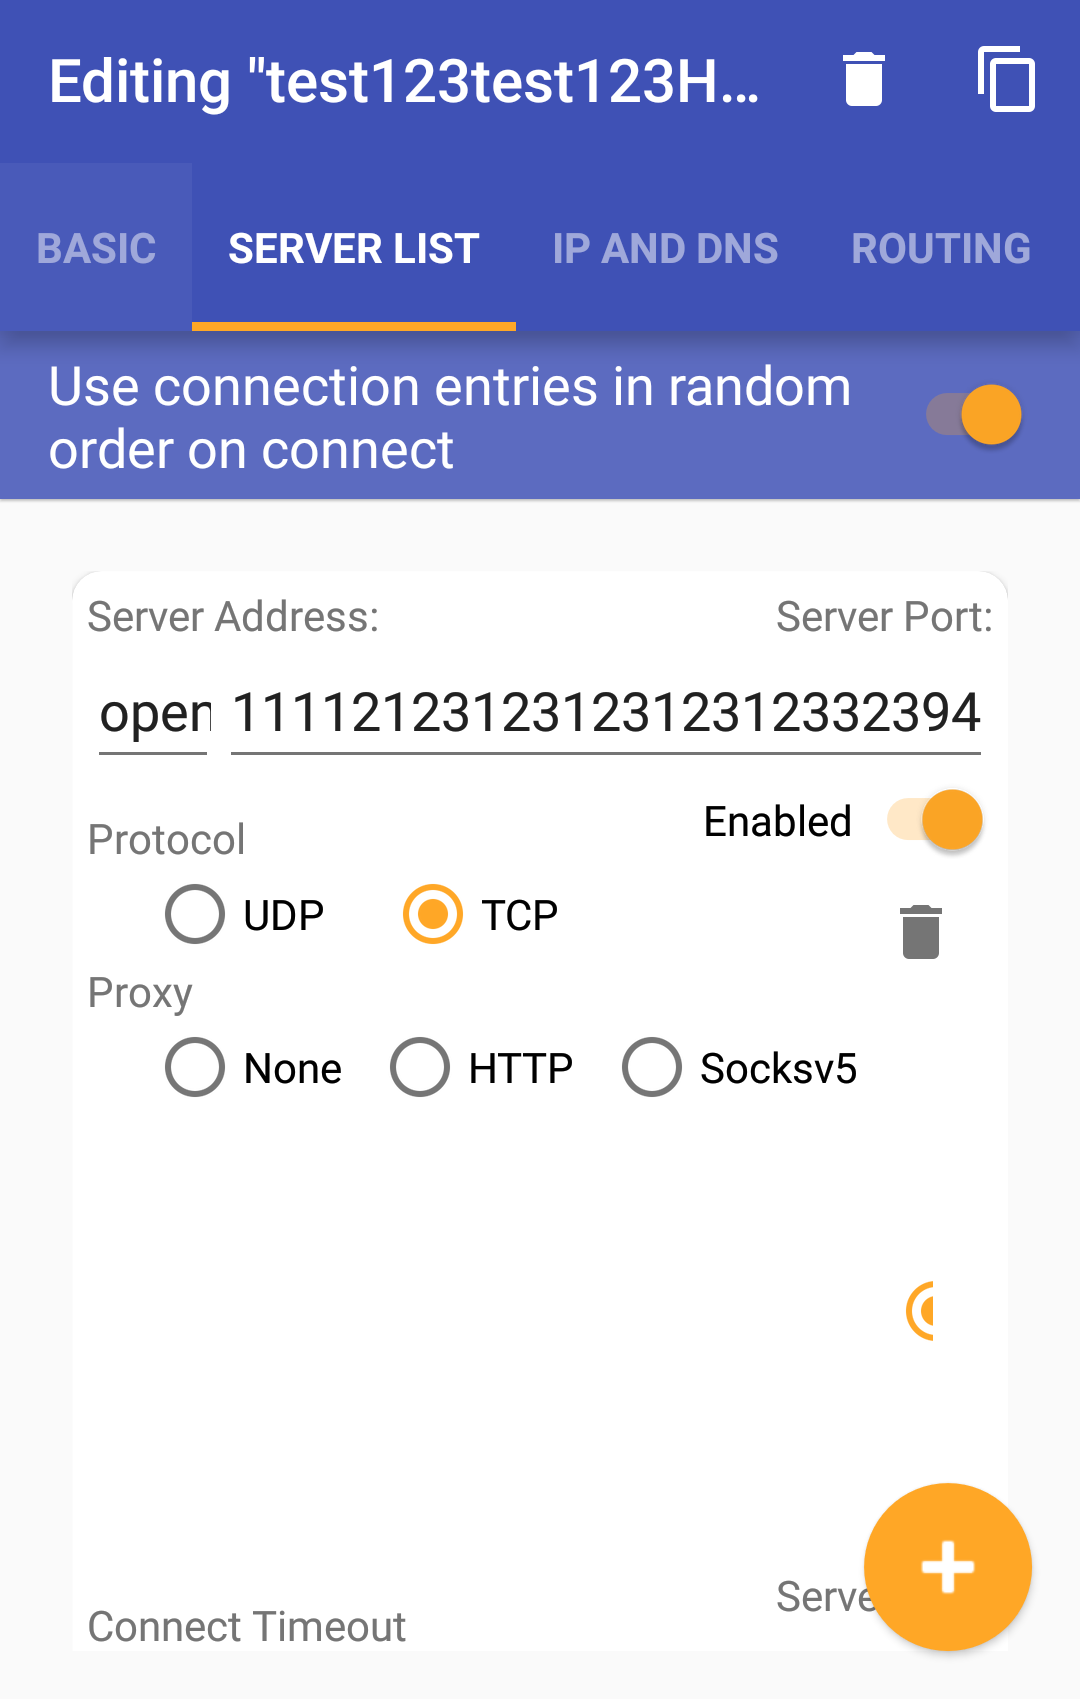 Editing "test123test123H...
BASIC SERVER LIST IP AND DNS ROUTING
Use connection entries in random
order on connect
Server Address: Server Port:
open 1111212312312312312332394
Enabled
Protocol
UDP TCP
Proxy
None HTTP Socksv5
Serve
Connect Timeout